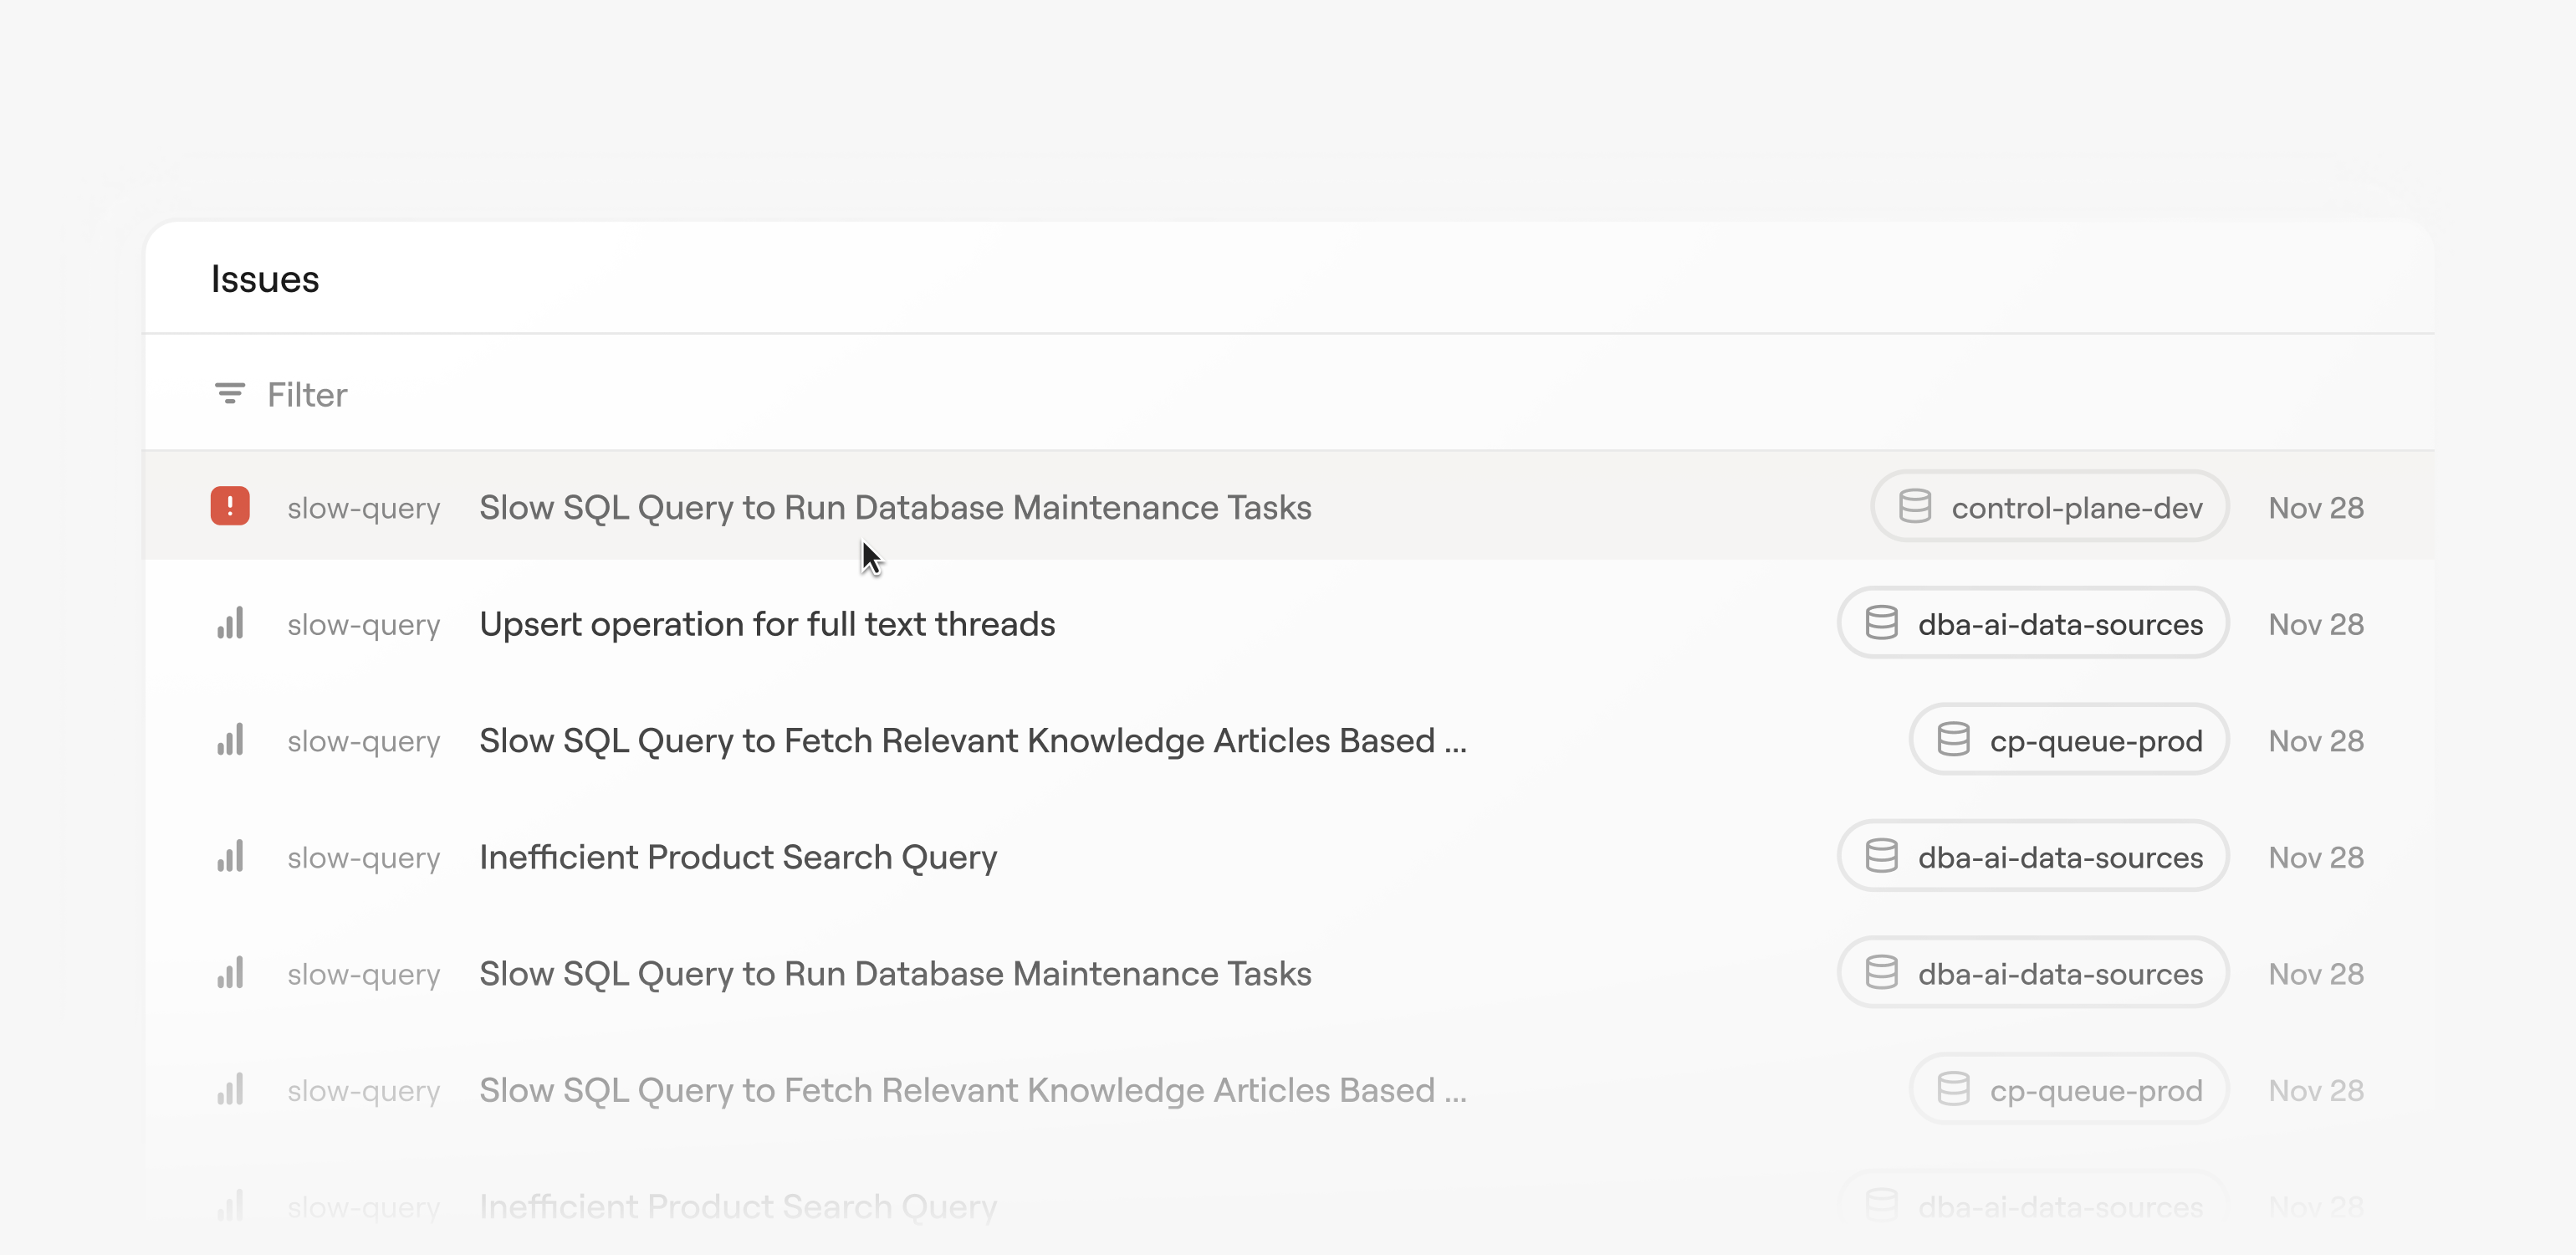 Issues
Filter
slow-query Slow SQL Query to Run Database Maintenance Tasks control-plane-dev Nov 28
slow-query Upsert operation for full text threads dba-ai-data-sources Nov 28
slow-query Slow SQL Query to Fetch Relevant Knowledge Articles Based ... cp-queue-prod Nov 28
slow-query Inefficient Product Search Query dba-ai-data-sources Nov 28
slow-query Slow SQL Query to Run Database Maintenance Tasks dba-ai-data-sources Nov 28
slow-query Slow SQL Query to Fetch Relevant Knowledge Articles Based ... cp-queue-prod Nov 28
slow-query Inefficient Product Search Query dba-ai-data-sources Nov 28